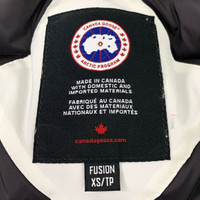 CANADA GOOSE
ARCTIC PROGRAM
MADE IN CANADA
WITH DOMESTIC AND
IMPORTED MATERIALS
FABRIQUÉ AU CANADA
AVEC DES MATÉRIAUX
NATIONAUX ET IMPORTÉS
canadagoose.com
FUSION
XS/TP